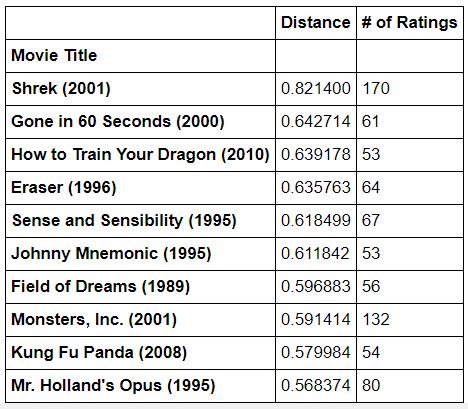 Distance # of Ratings
Movie Title
Shrek (2001) 0.821400 170
Gone in 60 Seconds (2000) 0.642714 61
How to Train Your Dragon (2010) 0.639178 53
Eraser (1996) 0.635763 64
Sense and Sensibility (1995) 0.618499 67
Johnny Mnemonic (1995) 0.611842 53
Field of Dreams (1989) 0.596883 56
Monsters, Inc. (2001) 0.591414 132
Kung Fu Panda (2008) 0.579984 54
Mr. Holland's Opus (1995) 0.568374 80